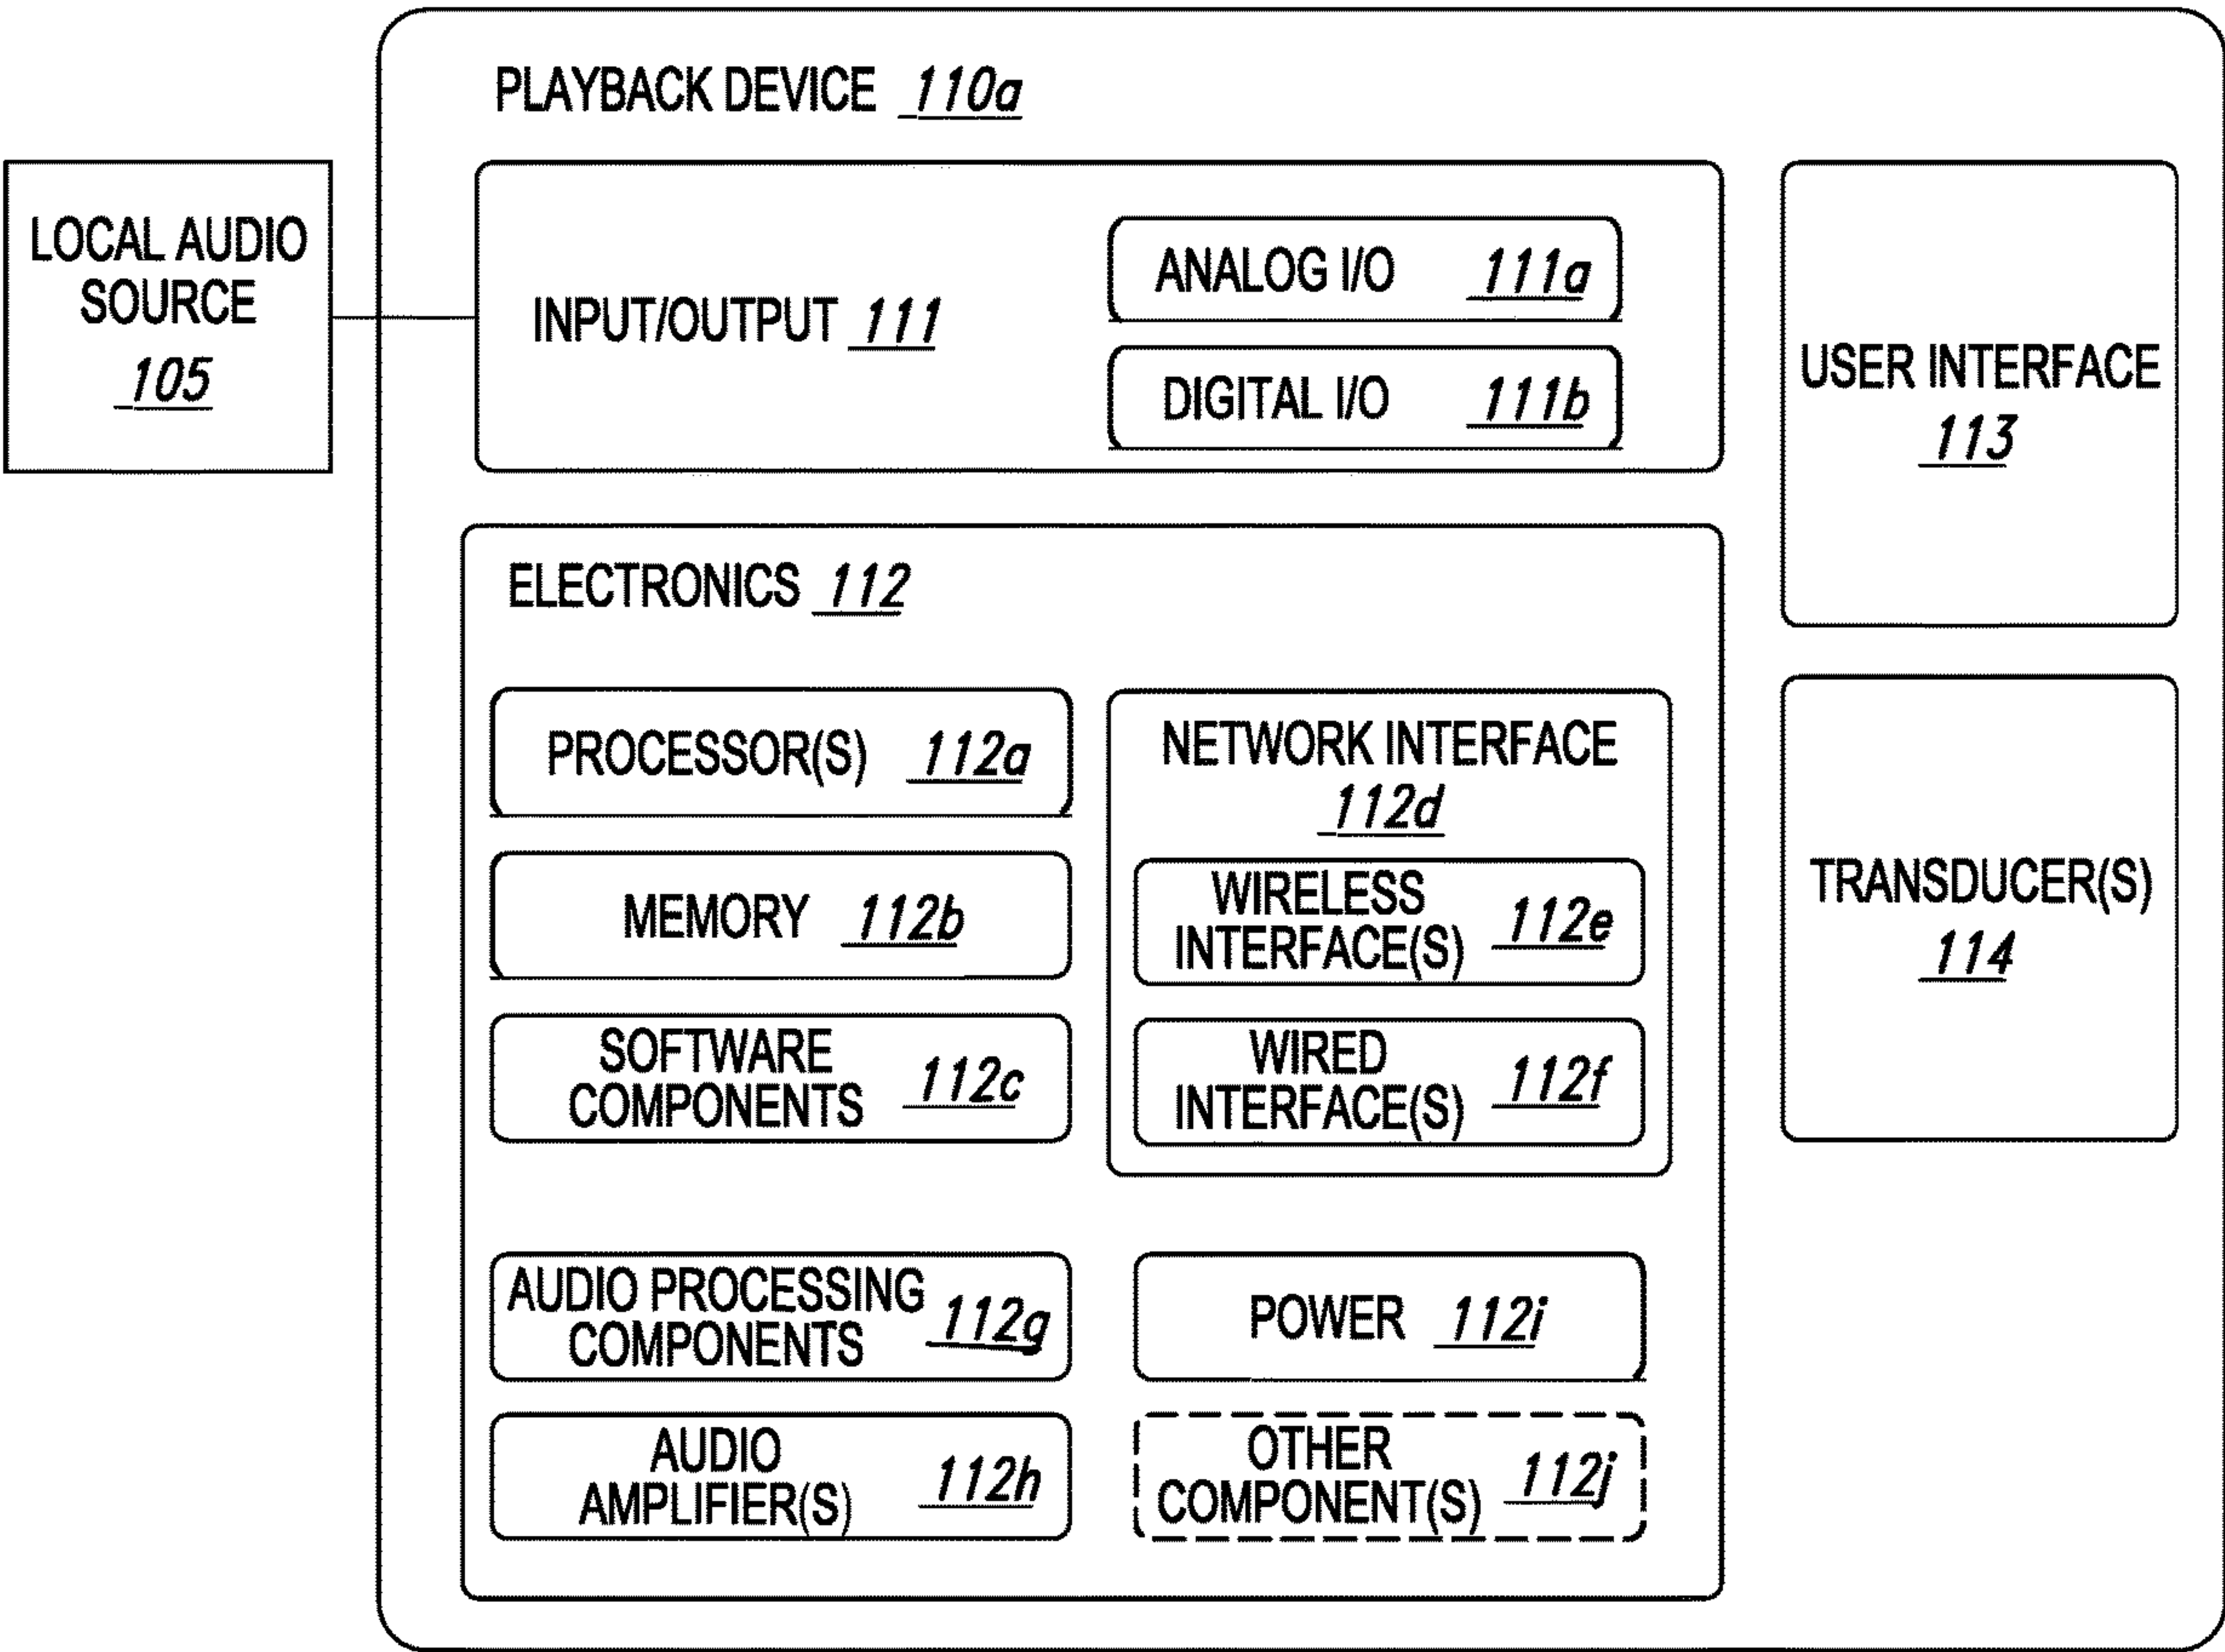 PLAYBACK DEVICE 110a
LOCAL AUDIO
SOURCE
105
INPUT/OUTPUT 111
ANALOG I/O 111a
DIGITAL I/O 111b
USER INTERFACE
113
ELECTRONICS 112
PROCESSOR(S) 112a
MEMORY 112b
SOFTWARE
COMPONENTS 112c
NETWORK INTERFACE
112d
WIRELESS
INTERFACE(S) 112e
WIRED
INTERFACE(S) 112f
TRANSDUCER(S)
114
AUDIO PROCESSING
COMPONENTS 112g
POWER 112i
AUDIO
AMPLIFIER(S) 112h
OTHER
COMPONENT(S) 112j